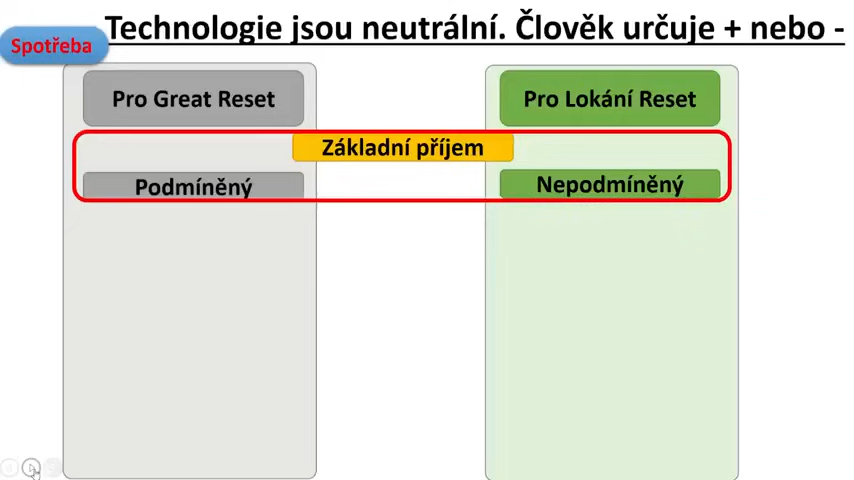 Technologie jsou neutrální. Člověk určuje + nebo -
Spotřeba
Pro Great Reset
Pro Lokání Reset
Základní příjem
Podmíněný
Nepodmíněný